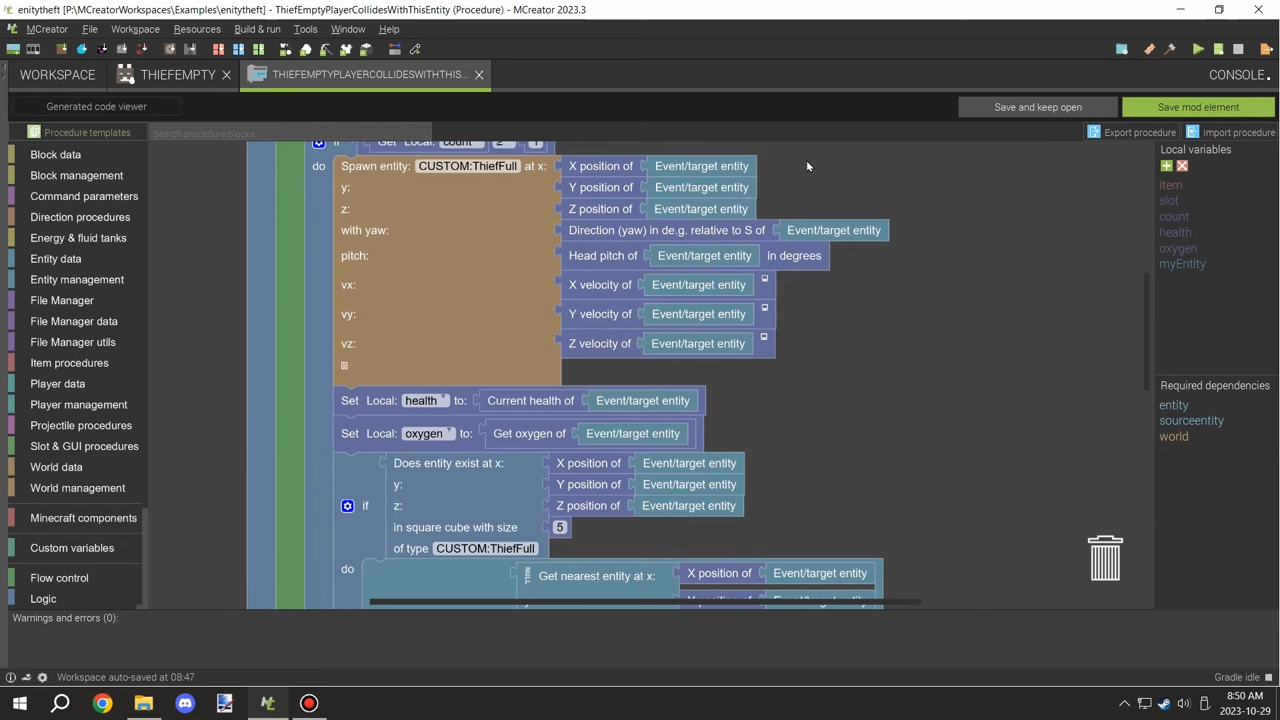 enitytheft [P:\MCreatorWorkspaces\Examples\enitytheft] - ThiefEmptyPlayerCollidesWithThisEntity (Procedure) - MCreator 2023.3
MCreator File Workspace Resources Build & run Tools Window Help
WORKSPACE THIEFEMPTY THIEFEMPTYPLAYERCOLLIDESWITHTHIS... CONSOLE
Generated code viewer Save and keep open Save mod element
Procedure templates Search procedure blocks Export procedure Import procedure
Block data
Block management
Command parameters
Direction procedures
Energy & fluid tanks
Entity data
Entity management
File Manager
File Manager data
File Manager utils
Item procedures
Player data
Player management
Projectile procedures
Slot & GUI procedures
World data
World management
Minecraft components
Custom variables
Flow control
Logic
if Get Local: count
do Spawn entity: CUSTOM:ThiefFull at x: X position of Event/target entity
y: Y position of Event/target entity
z: Z position of Event/target entity
with yaw: Direction (yaw) in de.g. relative to S of Event/target entity
pitch: Head pitch of Event/target entity in degrees
vx: X velocity of Event/target entity
vy: Y velocity of Event/target entity
vz: Z velocity of Event/target entity
Set Local: health to: Current health of Event/target entity
Set Local: oxygen to: Get oxygen of Event/target entity
Does entity exist at x: X position of Event/target entity
y: Y position of Event/target entity
if z: Z position of Event/target entity
in square cube with size 5
of type CUSTOM:ThiefFull
do NULL Get nearest entity at x: X position of Event/target entity
Local variables
item
slot
count
health
oxygen
myEntity
Required dependencies
entity
sourceentity
world
Warnings and errors (0):
Workspace auto-saved at 08:47 Gradle idle
8:50 AM
2023-10-29